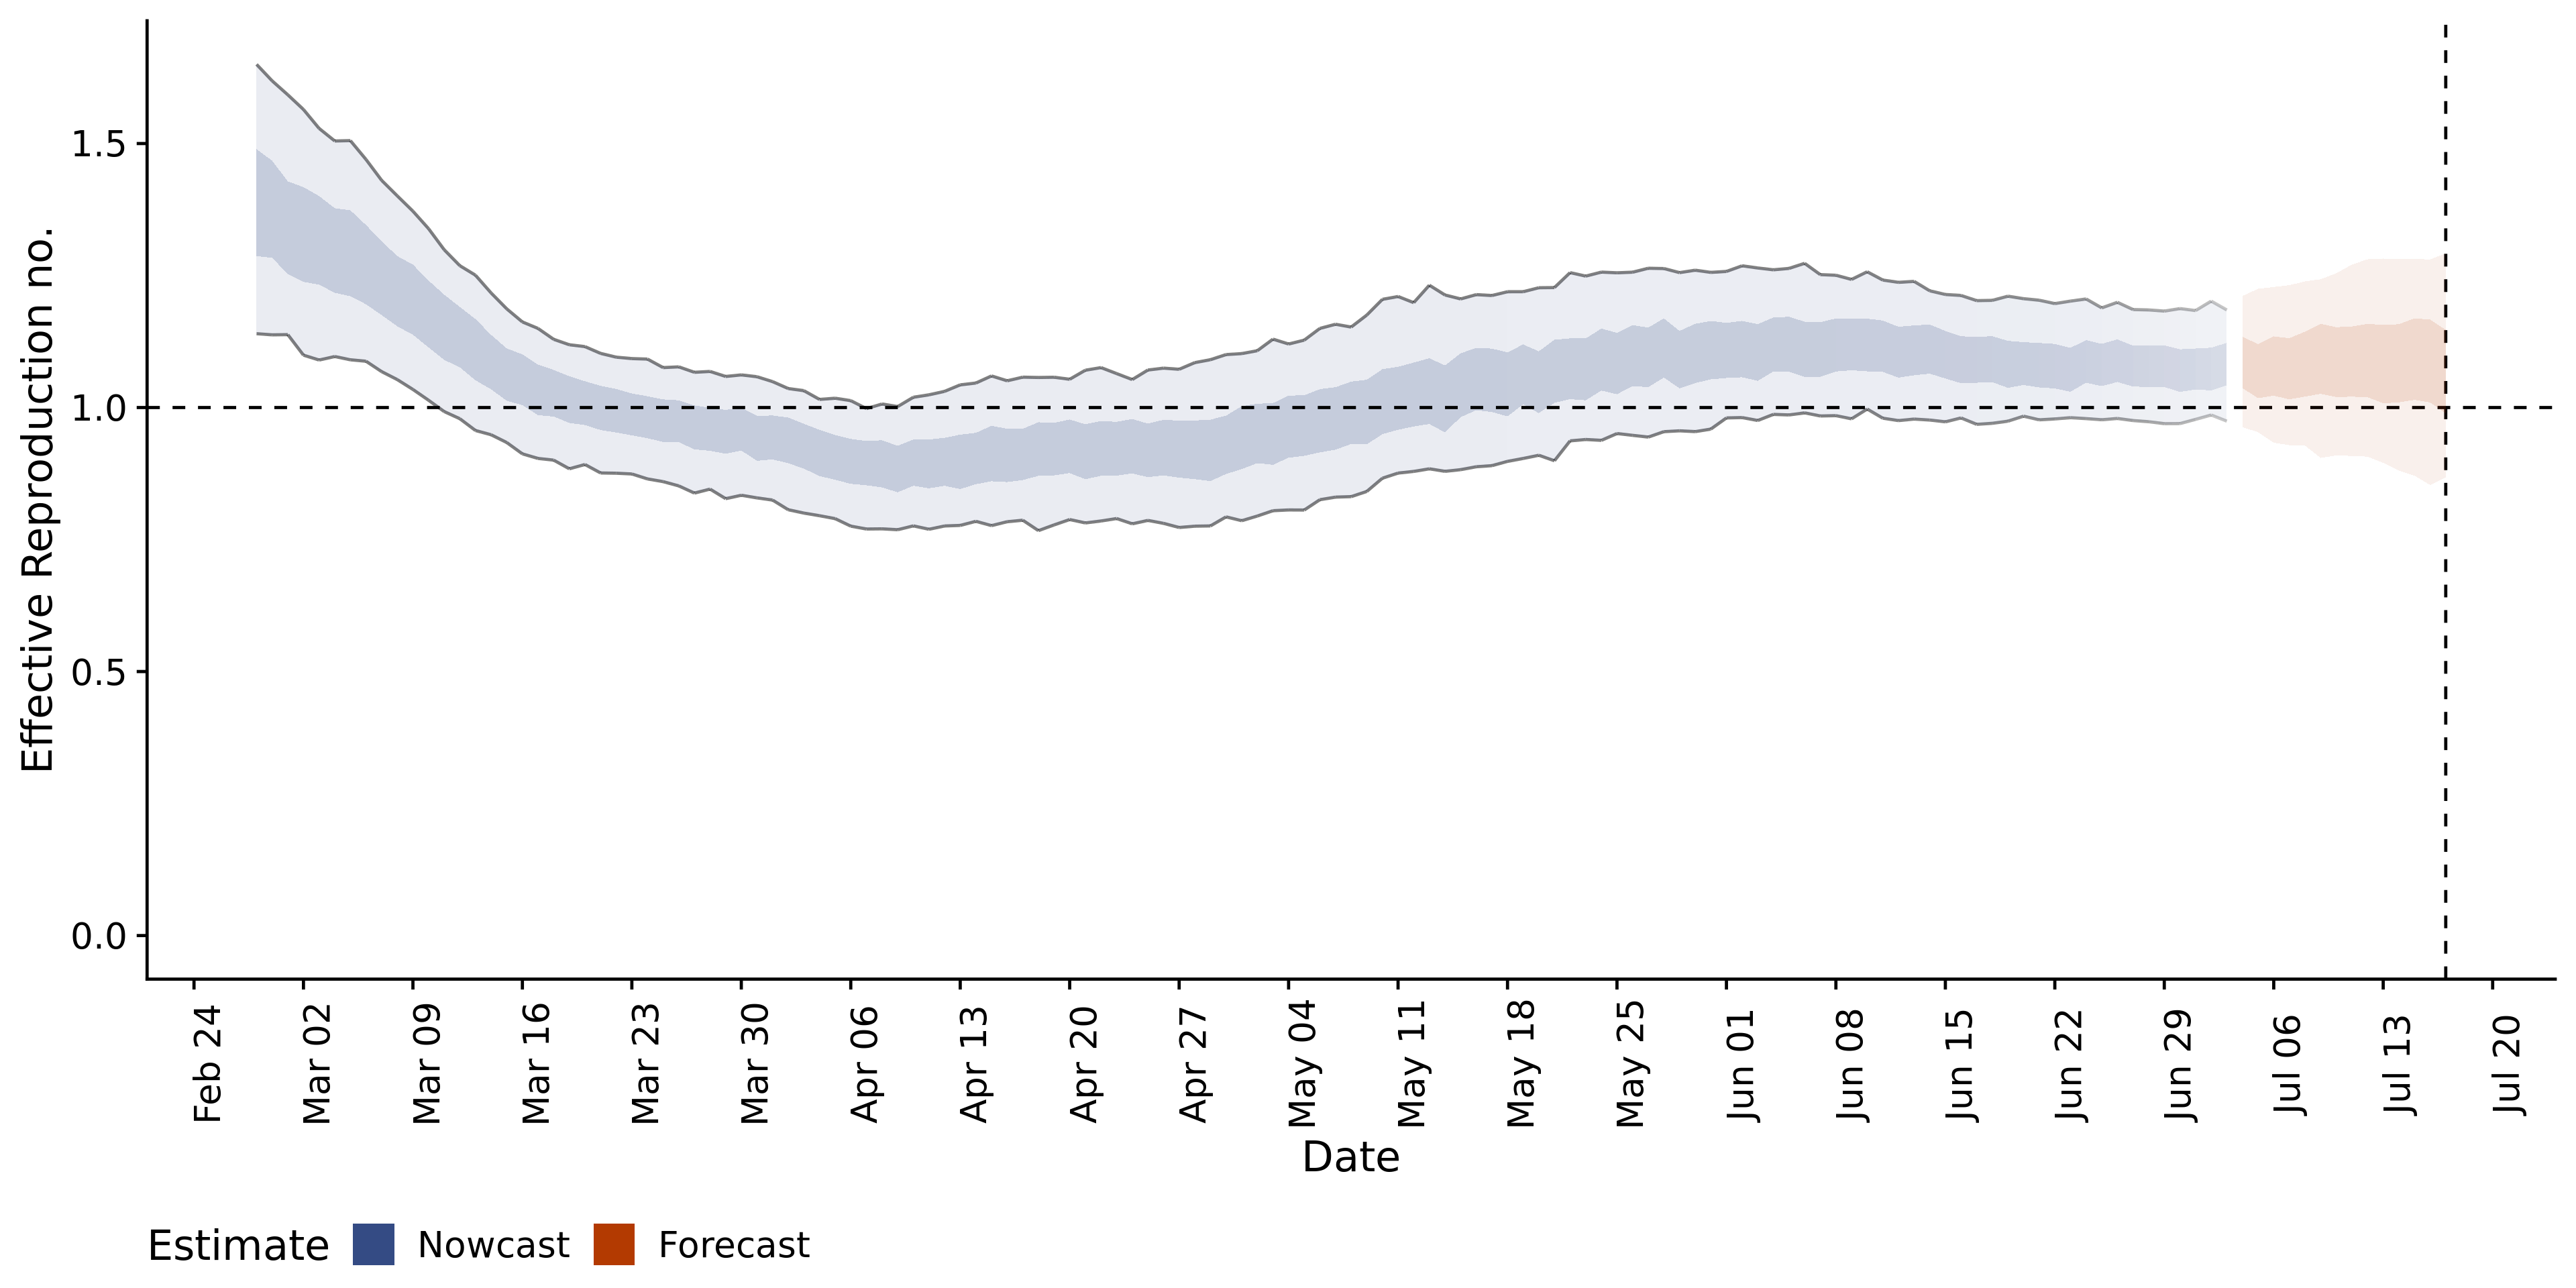 Effective Reproduction no.
1.5
1.0
0.5
0.0
Feb 24
Mar 02
Mar 09
Mar 16
Mar 23
Mar 30
Apr 06
Apr 13
Apr 20
Apr 27
May 04
May 11
May 18
May 25
Jun 01
Jun 08
Jun 15
Jun 22
Jun 29
Jul 06
Jul 13
Jul 20
Date
Estimate Nowcast Forecast